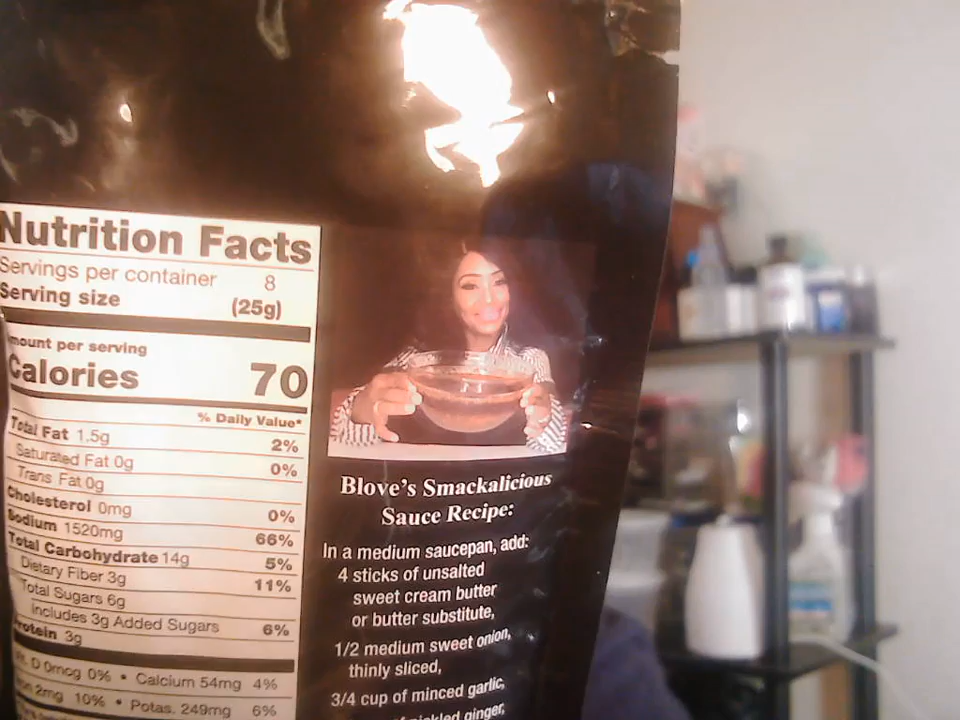 Nutrition Facts
Servings per container 8
Serving size (25g)
Amount per serving
Calories 70
% Daily Value*
Total Fat 1.5g 2%
Saturated Fat 0g 0%
Trans Fat 0g
Cholesterol 0mg 0%
Sodium 1520mg 66%
Total Carbohydrate 14g 5%
Dietary Fiber 3g 11%
Total Sugars 6g
Includes 3g Added Sugars 6%
Protein 3g
Vit. D 0mcg 0% • Calcium 54mg 4%
Iron 2mg 10% • Potas. 249mg 6%
Blove's Smackalicious
Sauce Recipe:
In a medium saucepan, add:
4 sticks of unsalted
sweet cream butter
or butter substitute,
1/2 medium sweet onion,
thinly sliced,
3/4 cup of minced garlic,
of pickled ginger,